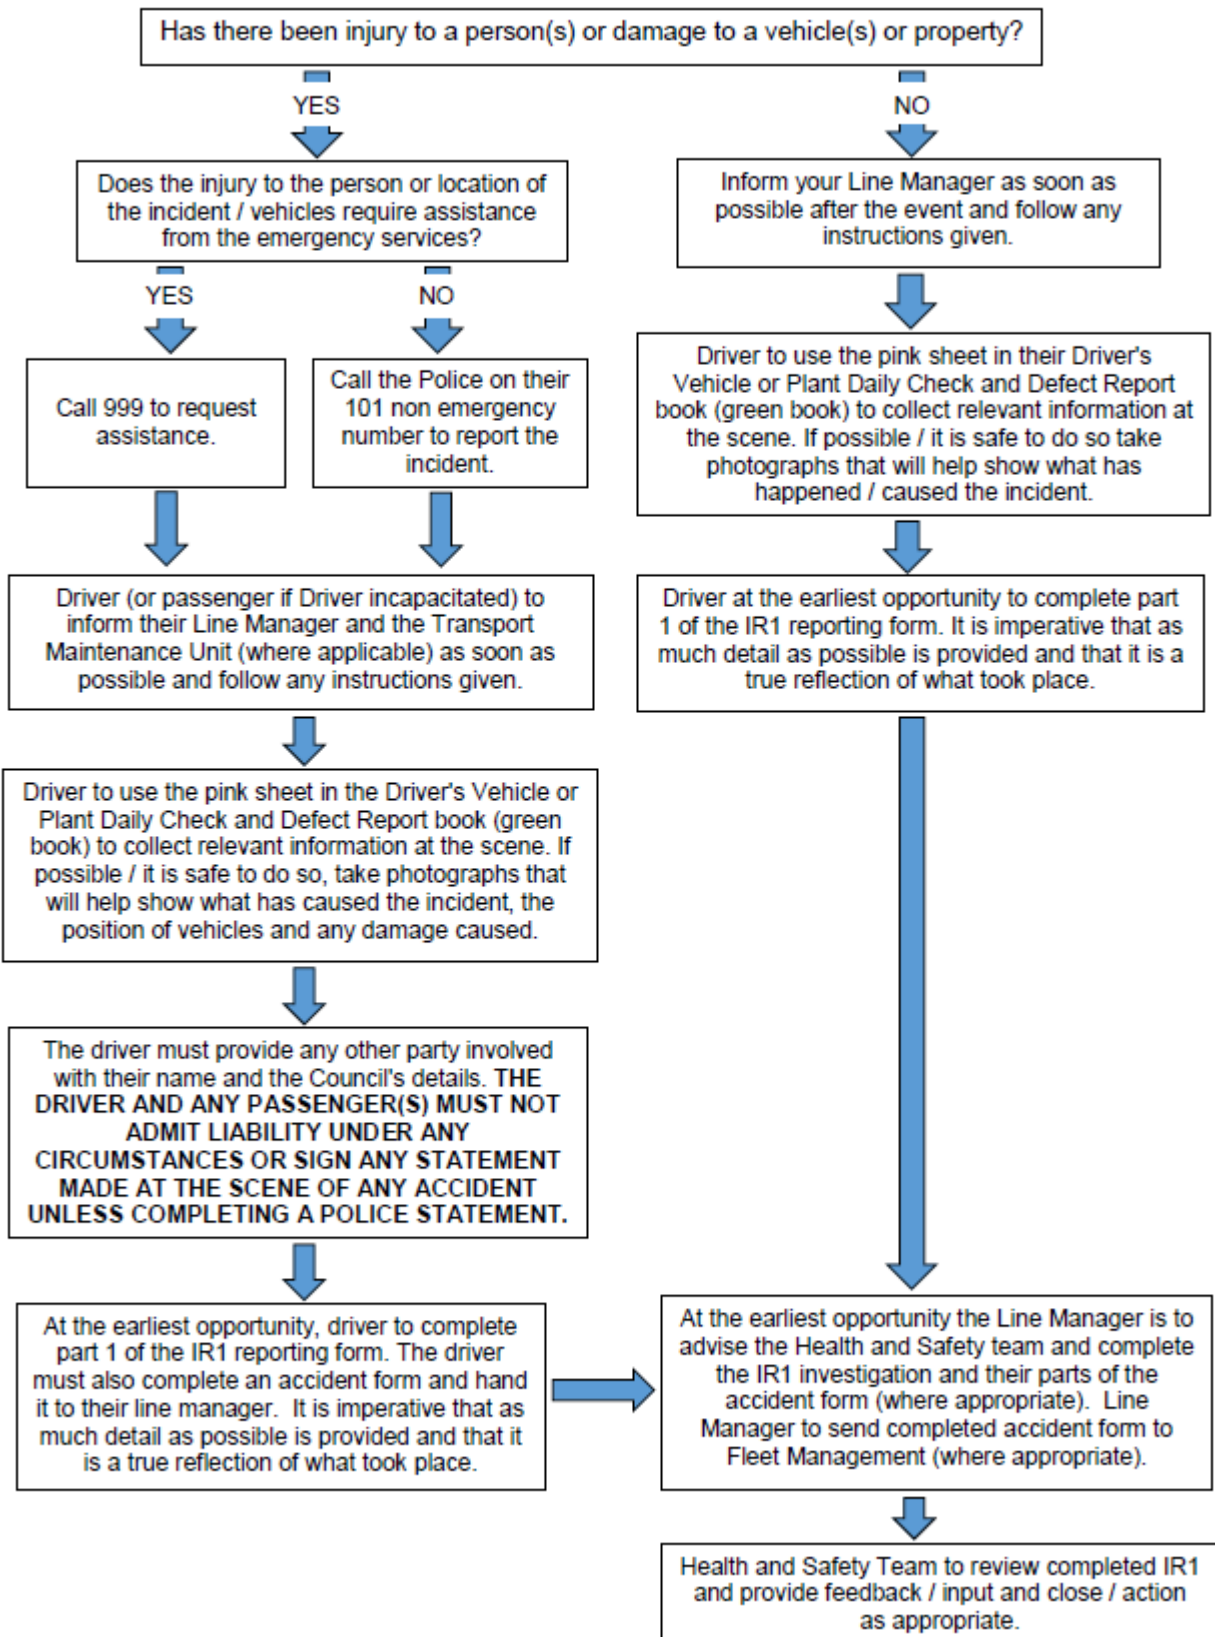 Has there been injury to a person(s) or damage to a vehicle(s) or property?
YES
NO
Does the injury to the person or location of
the incident / vehicles require assistance
from the emergency services?
Inform your Line Manager as soon as
possible after the event and follow any
instructions given.
YES
NO
Call 999 to request
assistance.
Call the Police on their
101 non emergency
number to report the
incident.
Driver to use the pink sheet in their Driver's
Vehicle or Plant Daily Check and Defect Report
book (green book) to collect relevant information at
the scene. If possible / it is safe to do so take
photographs that will help show what has
happened / caused the incident.
Driver (or passenger if Driver incapacitated) to
inform their Line Manager and the Transport
Maintenance Unit (where applicable) as soon as
possible and follow any instructions given.
Driver at the earliest opportunity to complete part
1 of the IR1 reporting form. It is imperative that as
much detail as possible is provided and that it is a
true reflection of what took place.
Driver to use the pink sheet in the Driver's Vehicle or
Plant Daily Check and Defect Report book (green
book) to collect relevant information at the scene. If
possible / it is safe to do so, take photographs that
will help show what has caused the incident, the
position of vehicles and any damage caused.
The driver must provide any other party involved
with their name and the Council's details. THE
DRIVER AND ANY PASSENGER(S) MUST NOT
ADMIT LIABILITY UNDER ANY
CIRCUMSTANCES OR SIGN ANY STATEMENT
MADE AT THE SCENE OF ANY ACCIDENT
UNLESS COMPLETING A POLICE STATEMENT.
At the earliest opportunity, driver to complete
part 1 of the IR1 reporting form. The driver
must also complete an accident form and hand
it to their line manager. It is imperative that as
much detail as possible is provided and that it
is a true reflection of what took place.
At the earliest opportunity the Line Manager is to
advise the Health and Safety team and complete
the IR1 investigation and their parts of the
accident form (where appropriate). Line
Manager to send completed accident form to
Fleet Management (where appropriate).
Health and Safety Team to review completed IR1
and provide feedback / input and close / action
as appropriate.